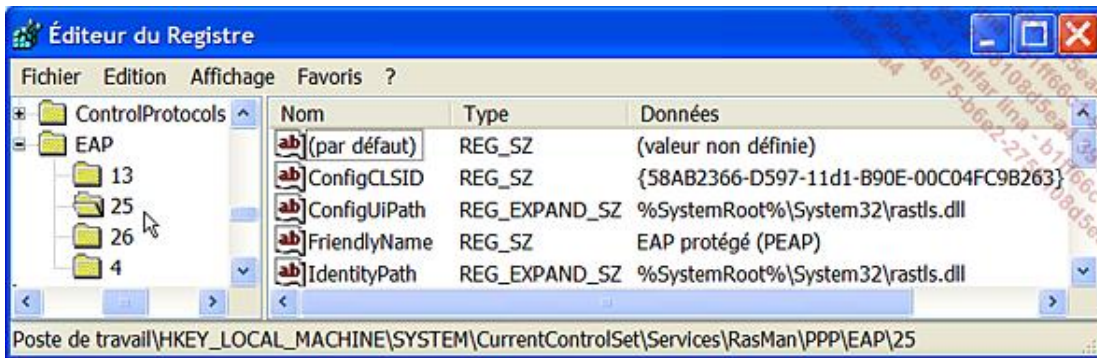 Éditeur du Registre
Fichier Edition Affichage Favoris ?
ControlProtocols
EAP
13
25
26
4
Nom Type Données
(par défaut) REG_SZ (valeur non définie)
ConfigCLSID REG_SZ {58AB2366-D597-11d1-B90E-00C04FC9B263}
ConfigUiPath REG_EXPAND_SZ %SystemRoot%\System32\rastls.dll
FriendlyName REG_SZ EAP protégé (PEAP)
IdentityPath REG_EXPAND_SZ %SystemRoot%\System32\rastls.dll
Poste de travail\HKEY_LOCAL_MACHINE\SYSTEM\CurrentControlSet\Services\RasMan\PPP\EAP\25